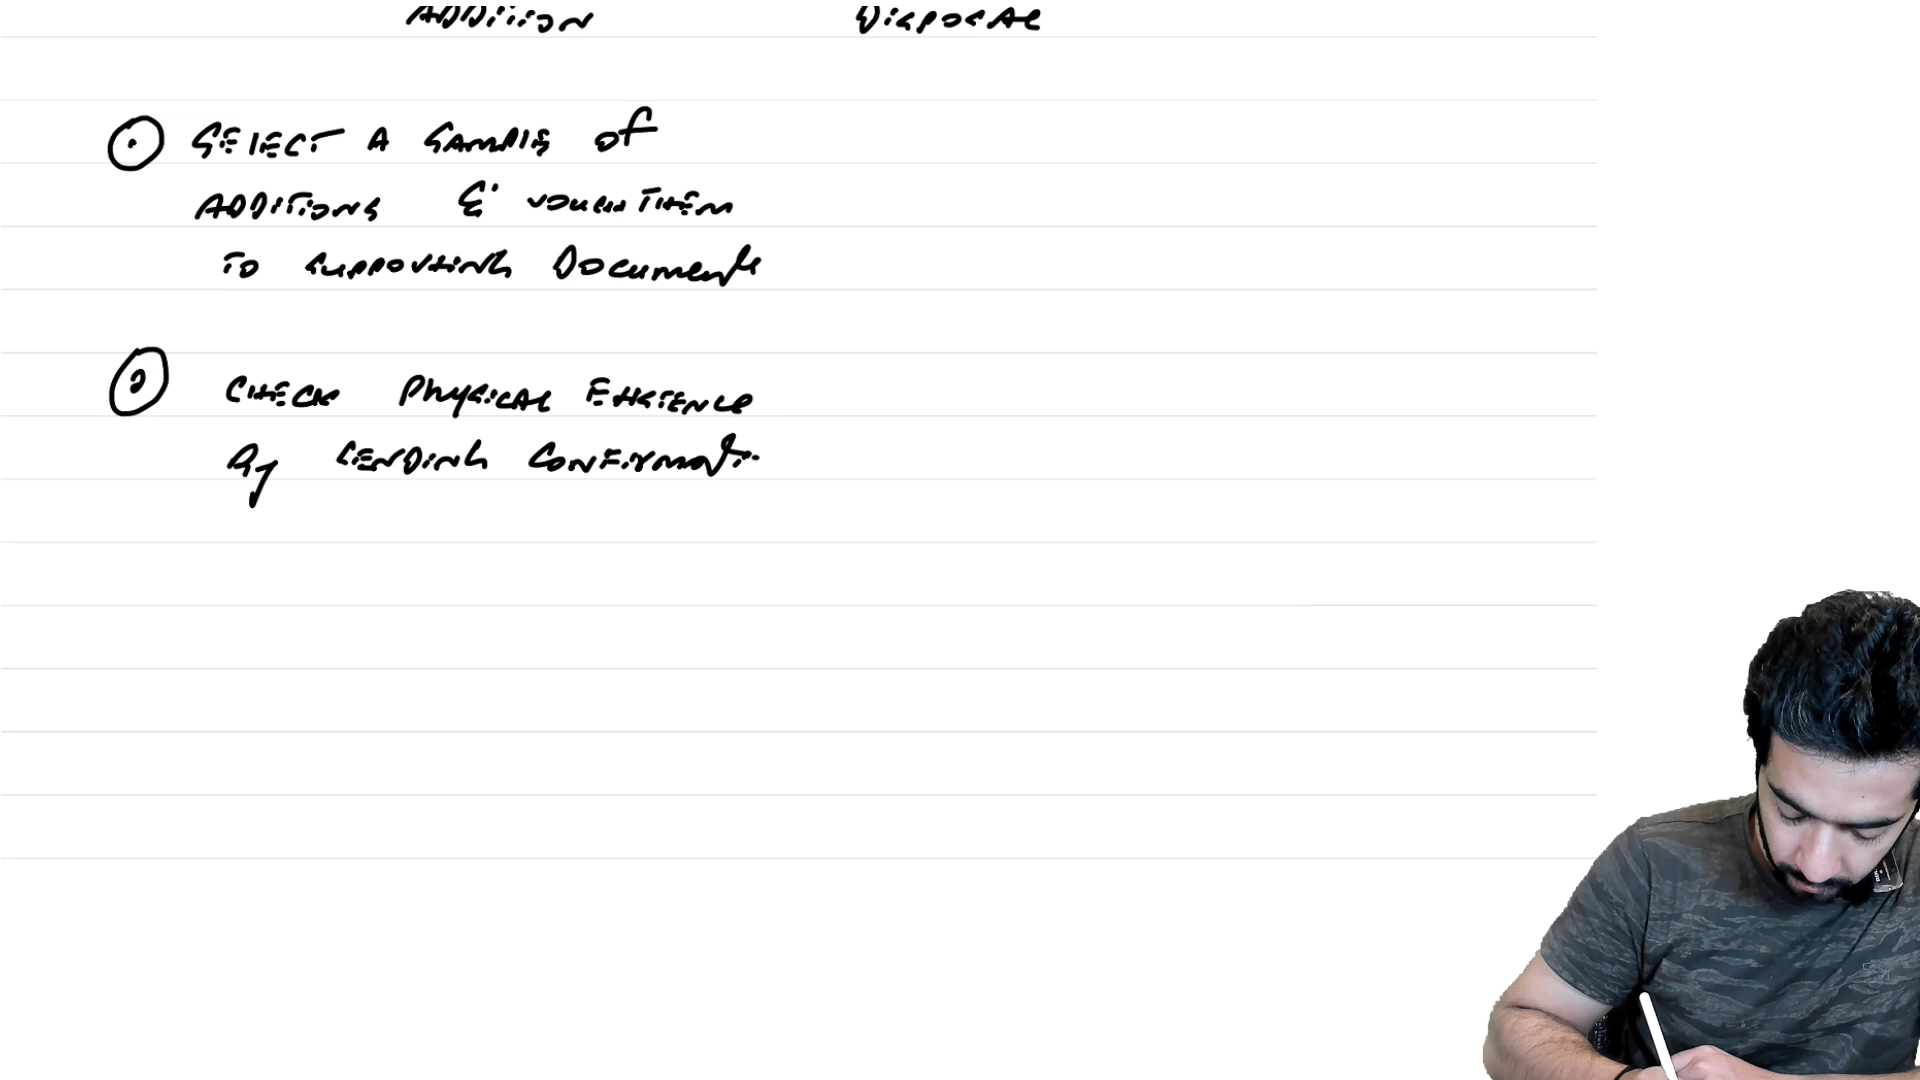 ADDITION DISPOSAL
① SELECT A SAMPLE of
ADDITIONS & VOUCH THEM
TO SUPPORTING DOCUMENTS
② CHECK PHYSICAL EXISTENCE
By SENDING CONFIRMATI